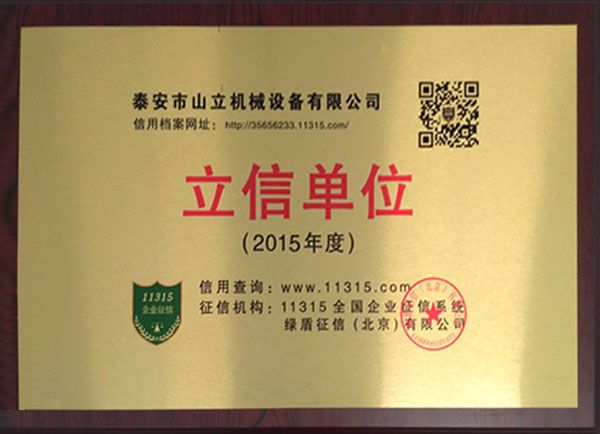 泰安市山立机械设备有限公司
信用档案网址：http://35656233.11315.com/
立信单位
（2015年度）
11315
企业征信
信用查询：www.11315.com
征信机构：11315全国企业征信系统
绿盾征信（北京）有限公司